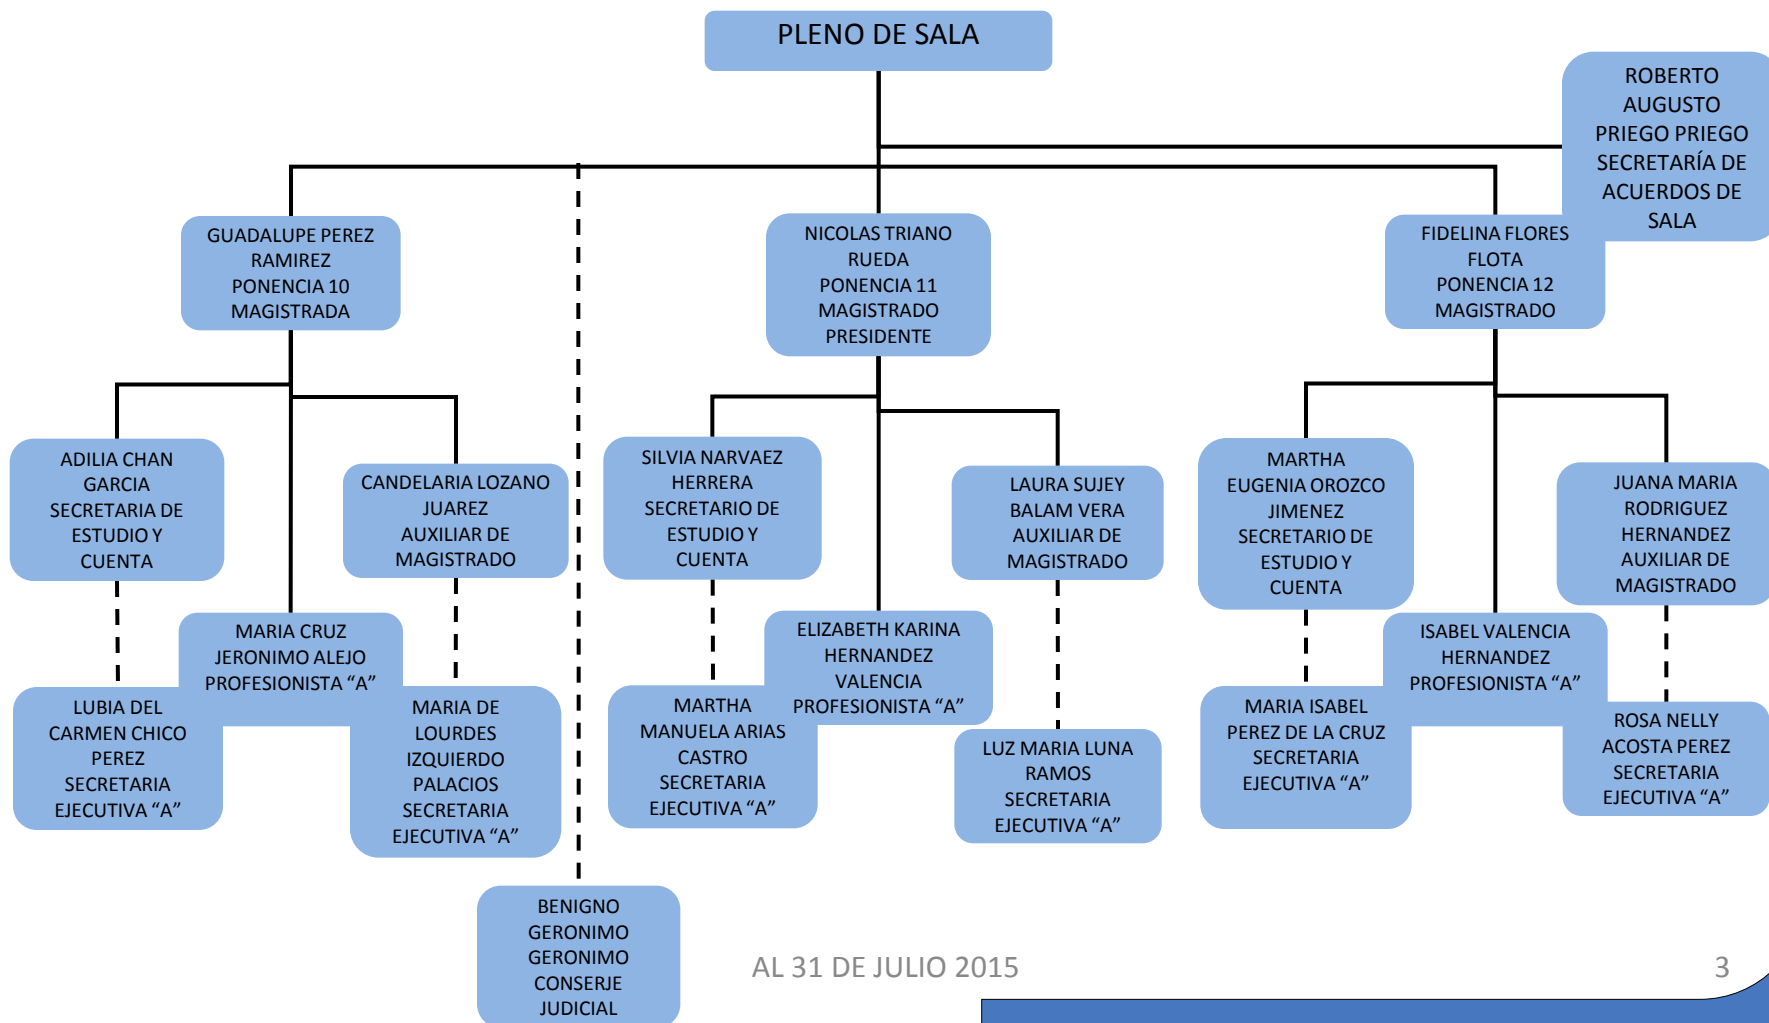 PLENO DE SALA
ROBERTO
AUGUSTO
PRIEGO PRIEGO
SECRETARÍA DE
ACUERDOS DE
SALA
GUADALUPE PEREZ
RAMIREZ
PONENCIA 10
MAGISTRADA
NICOLAS TRIANO
RUEDA
PONENCIA 11
MAGISTRADO
PRESIDENTE
FIDELINA FLORES
FLOTA
PONENCIA 12
MAGISTRADO
ADILIA CHAN
GARCIA
SECRETARIA DE
ESTUDIO Y
CUENTA
CANDELARIA LOZANO
JUAREZ
AUXILIAR DE
MAGISTRADO
SILVIA NARVAEZ
HERRERA
SECRETARIO DE
ESTUDIO Y
CUENTA
LAURA SUJEY
BALAM VERA
AUXILIAR DE
MAGISTRADO
MARTHA
EUGENIA OROZCO
JIMENEZ
SECRETARIO DE
ESTUDIO Y
CUENTA
JUANA MARIA
RODRIGUEZ
HERNANDEZ
AUXILIAR DE
MAGISTRADO
MARIA CRUZ
JERONIMO ALEJO
PROFESIONISTA “A”
ELIZABETH KARINA
HERNANDEZ
VALENCIA
PROFESIONISTA “A”
ISABEL VALENCIA
HERNANDEZ
PROFESIONISTA “A”
LUBIA DEL
CARMEN CHICO
PEREZ
SECRETARIA
EJECUTIVA “A”
MARIA DE
LOURDES
IZQUIERDO
PALACIOS
SECRETARIA
EJECUTIVA “A”
MARTHA
MANUELA ARIAS
CASTRO
SECRETARIA
EJECUTIVA “A”
LUZ MARIA LUNA
RAMOS
SECRETARIA
EJECUTIVA “A”
MARIA ISABEL
PEREZ DE LA CRUZ
SECRETARIA
EJECUTIVA “A”
ROSA NELLY
ACOSTA PEREZ
SECRETARIA
EJECUTIVA “A”
BENIGNO
GERONIMO
GERONIMO
CONSERJE
JUDICIAL
AL 31 DE JULIO 2015
3